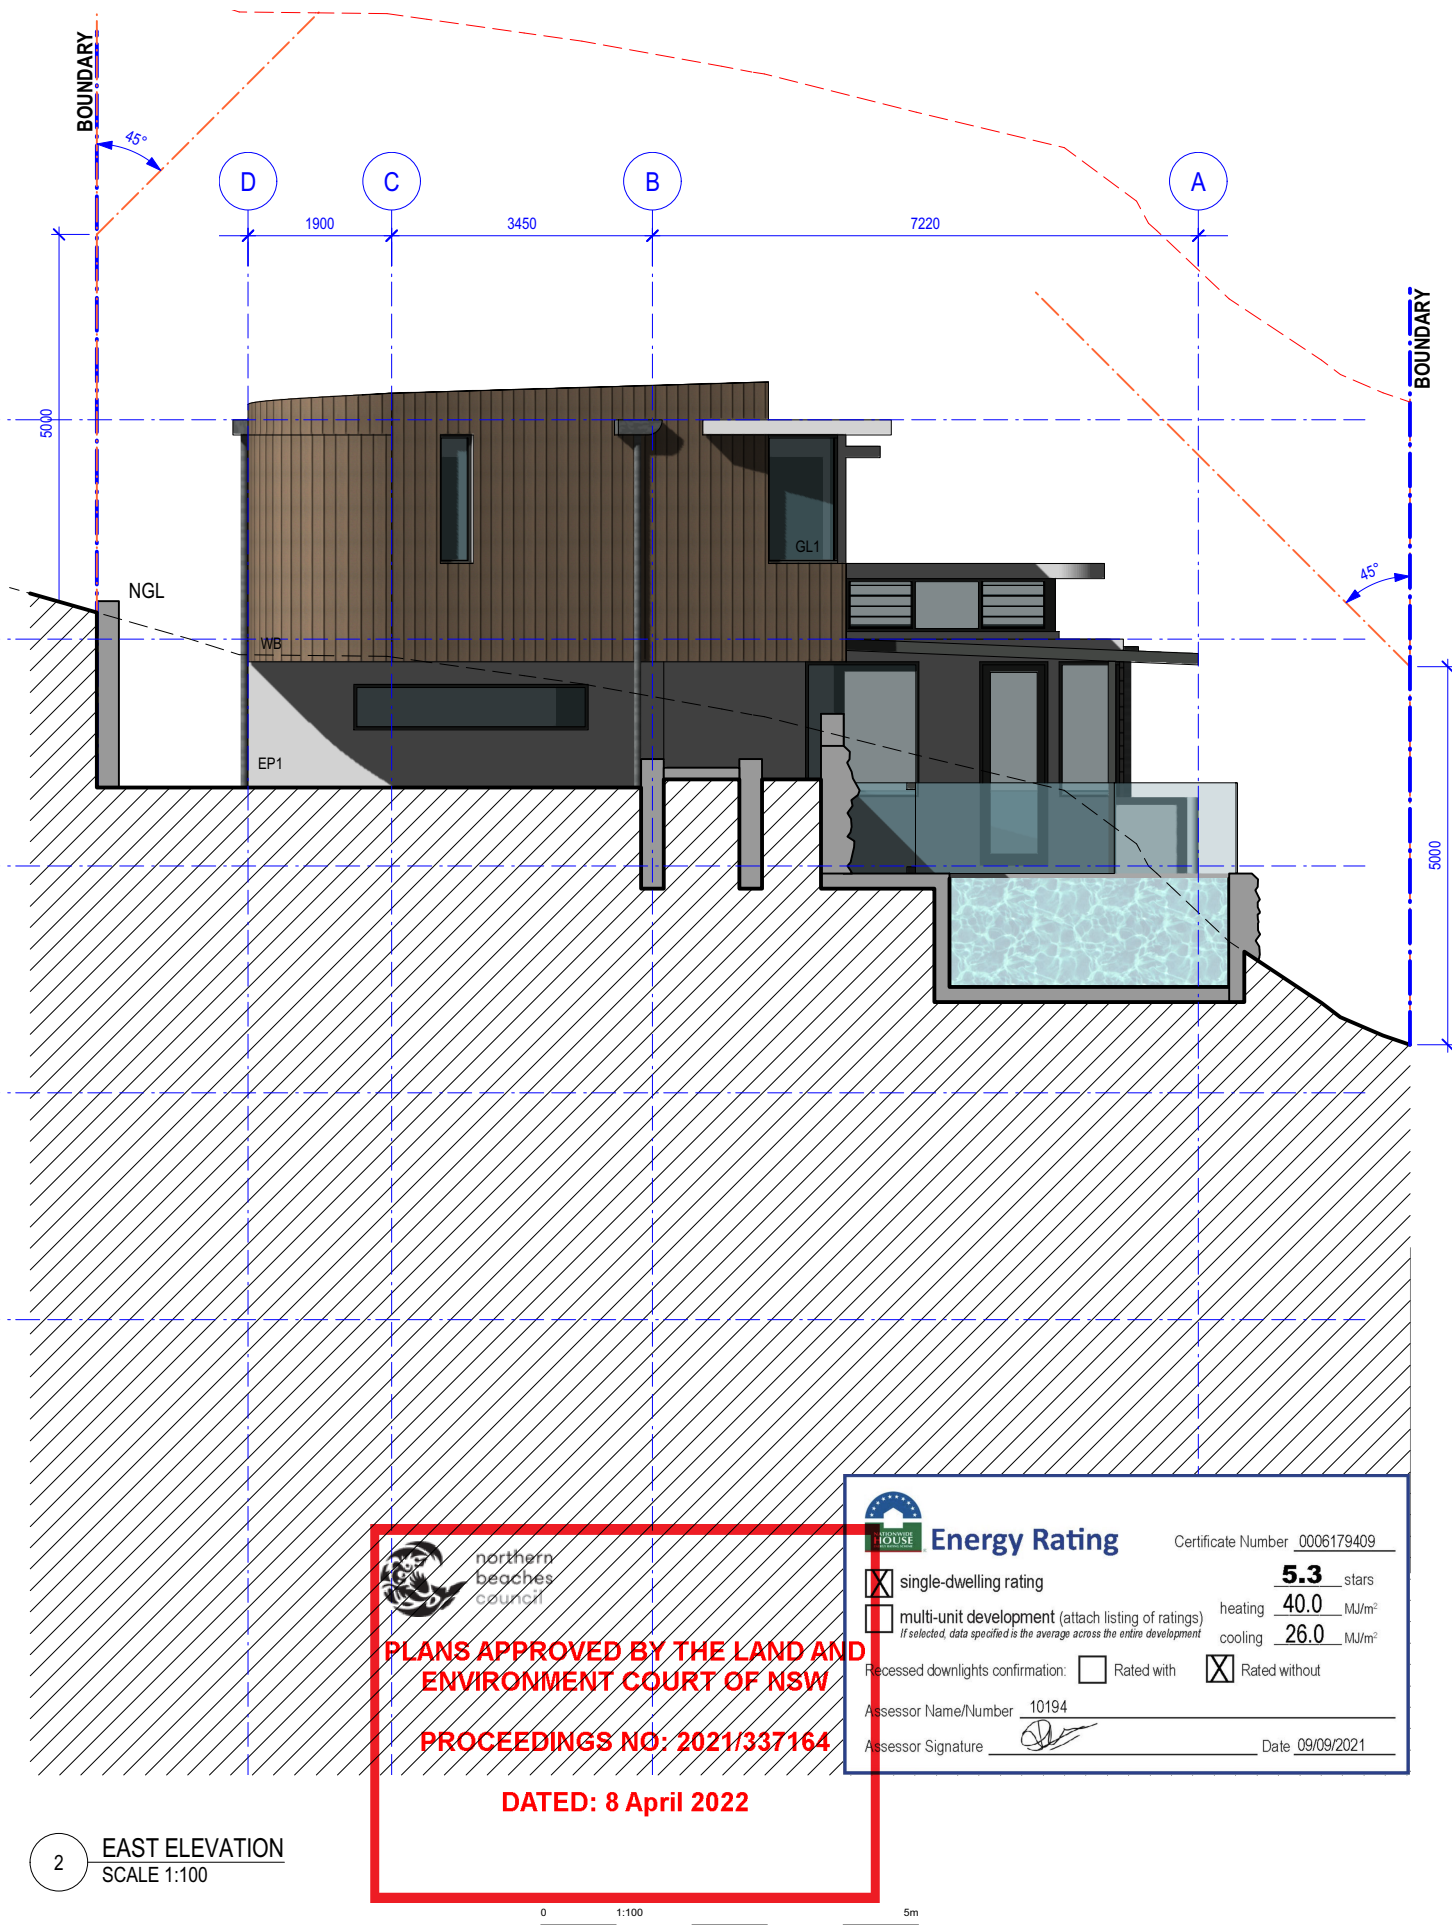 BOUNDARY
45°
D
C
B
A
1900
3450
7220
5000
BOUNDARY
45°
GL1
NGL
WB
EP1
5000
NATIONWIDE
HOUSE
Energy Rating
Certificate Number 0006179409
X single-dwelling rating
5.3 stars
multi-unit development (attach listing of ratings)
If selected, data specified is the average across the entire development
heating 40.0 MJ/m²
cooling 26.0 MJ/m²
Recessed downlights confirmation: Rated with X Rated without
Assessor Name/Number 10194
Assessor Signature
Date 09/09/2021
northern
beaches
council
PLANS APPROVED BY THE LAND AND
ENVIRONMENT COURT OF NSW
PROCEEDINGS NO: 2021/337164
DATED: 8 April 2022
2 EAST ELEVATION
SCALE 1:100
0 1:100 5m